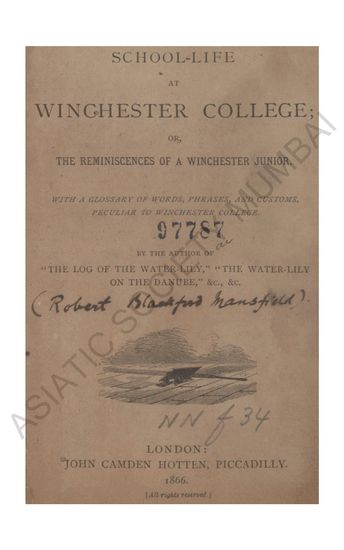 SCHOOL-LIFE
AT
WINCHESTER COLLEGE;
OR,
THE REMINISCENCES OF A WINCHESTER JUNIOR.
WITH A GLOSSARY OF WORDS, PHRASES, AND CUSTOMS,
PECULIAR TO WINCHESTER COLLEGE.
97787
BY THE AUTHOR OF
"THE LOG OF THE WATER-LILY," "THE WATER-LILY
ON THE DANUBE," &c., &c.
(Robert Blachford Mansfield).
NN f 34
LONDON:
JOHN CAMDEN HOTTEN, PICCADILLY.
1866.
[All rights reserved.]
ASIATIC SOCIETY MUMBAI